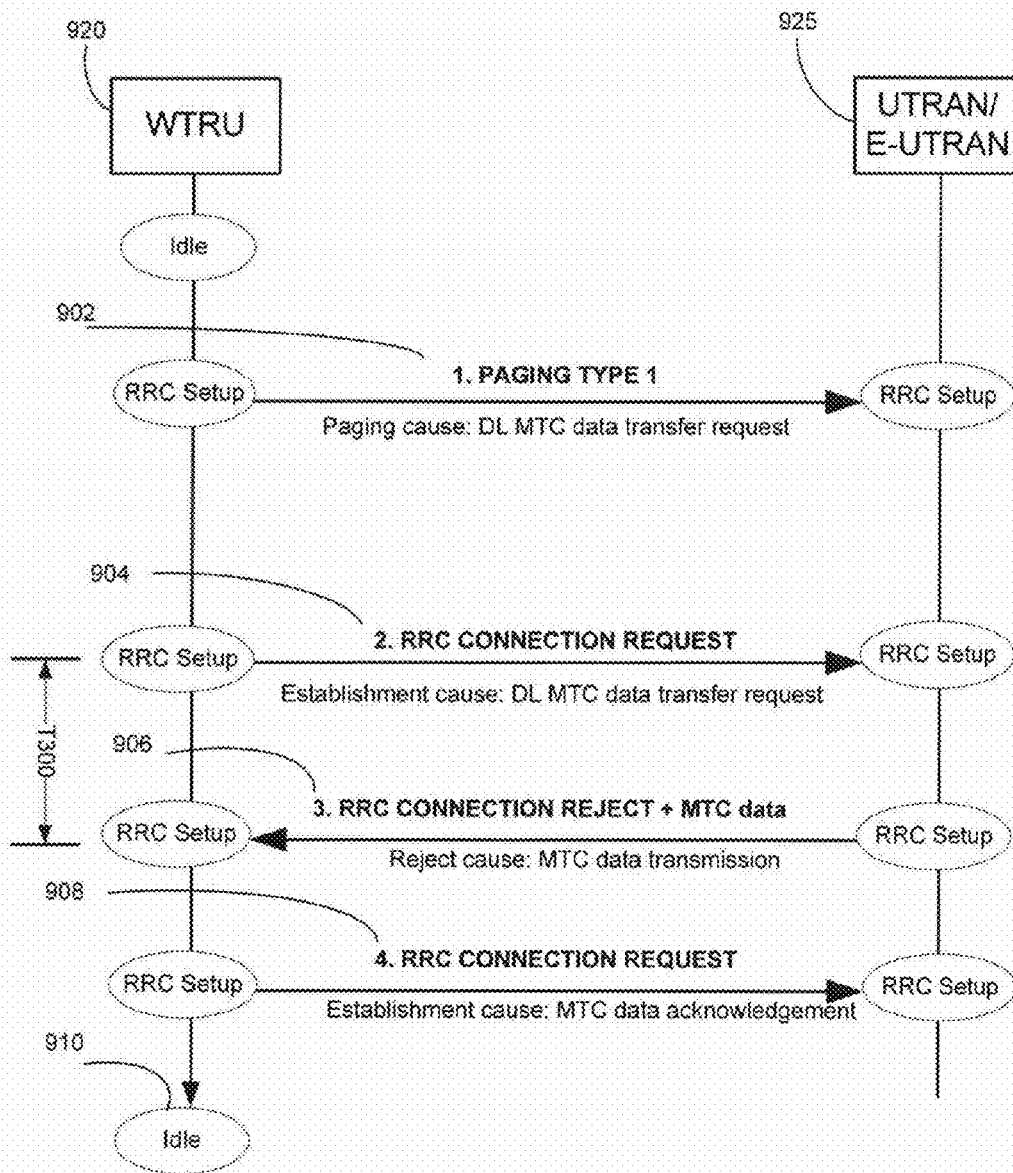 920
925
WTRU
UTRAN/
E-UTRAN
Idle
902
1. PAGING TYPE 1
RRC Setup
RRC Setup
Paging cause: DL MTC data transfer request
904
2. RRC CONNECTION REQUEST
RRC Setup
RRC Setup
Establishment cause: DL MTC data transfer request
T300
906
3. RRC CONNECTION REJECT + MTC data
RRC Setup
RRC Setup
Reject cause: MTC data transmission
908
4. RRC CONNECTION REQUEST
RRC Setup
RRC Setup
Establishment cause: MTC data acknowledgement
910
Idle